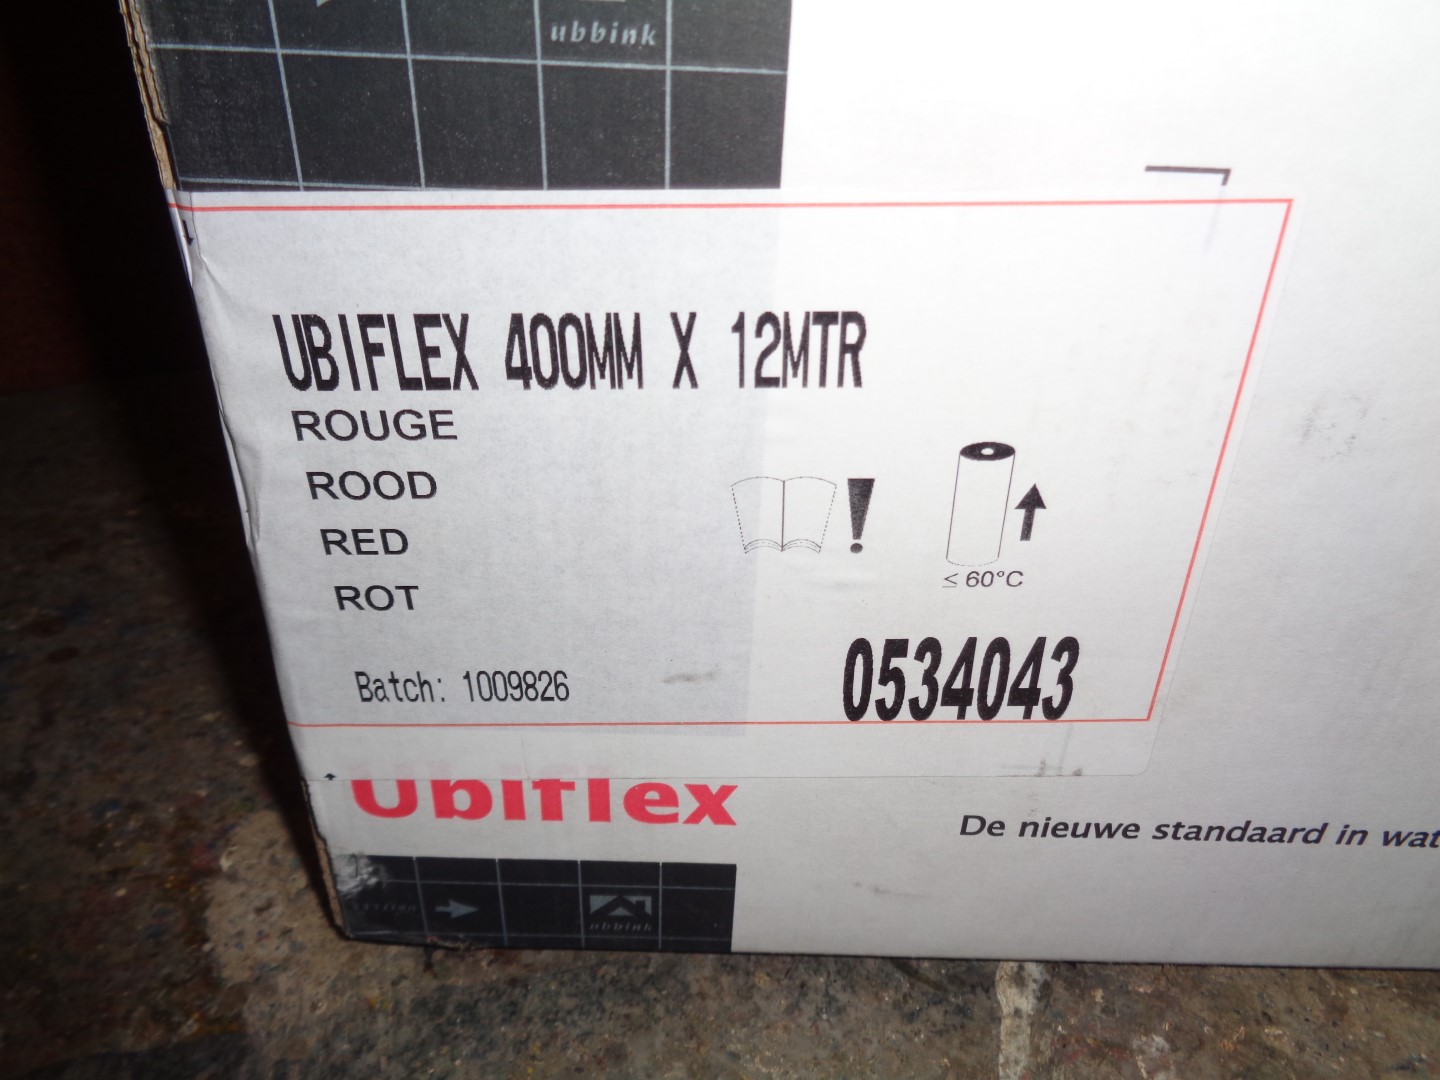 ubbink
UBIFLEX 400MM X 12MTR
ROUGE
ROOD
RED
ROT
≤ 60°C
Batch: 1009826
0534043
Ubiflex
De nieuwe standaard in wat
ubbink